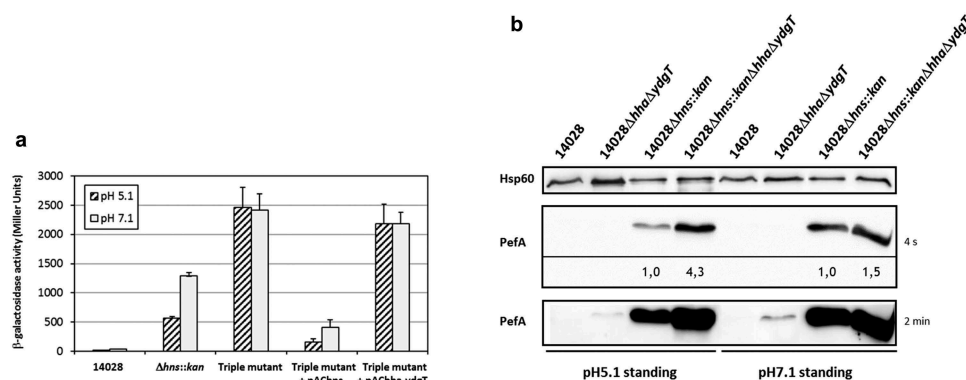 a
β-galactosidase activity (Miller Units)
3000
2500
2000
1500
1000
500
0
pH 5.1
pH 7.1
14028
Δhns::kan
Triple mutant
Triple mutant
+ pAChns
Triple mutant
+ pAChha-ydgT
b
14028
14028ΔhhaΔydgT
14028Δhns::kan
14028Δhns::kanΔhhaΔydgT
14028
14028ΔhhaΔydgT
14028Δhns::kan
14028Δhns::kanΔhhaΔydgT
Hsp60
PefA
4 s
1,0 4,3 1,0 1,5
PefA
2 min
pH5.1 standing pH7.1 standing